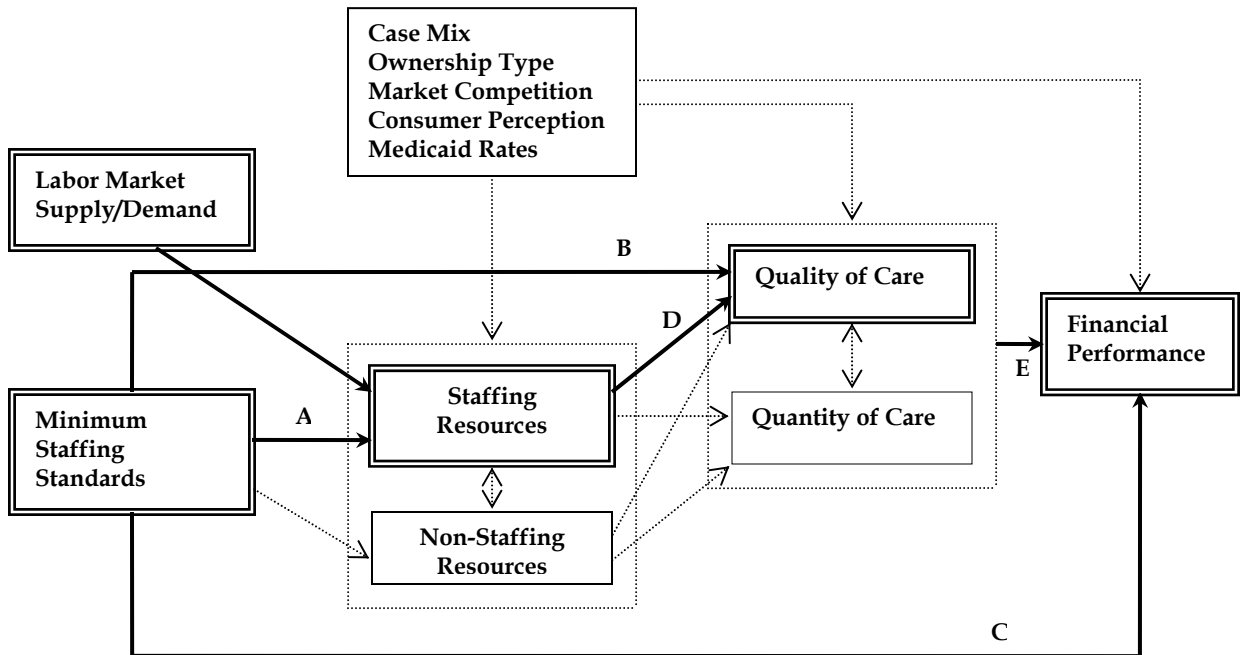 Case Mix
Ownership Type
Market Competition
Consumer Perception
Medicaid Rates
Labor Market
Supply/Demand
B
Quality of Care
D
Financial
Performance
E
Minimum
Staffing
Standards
A
Staffing
Resources
Quantity of Care
Non-Staffing
Resources
C